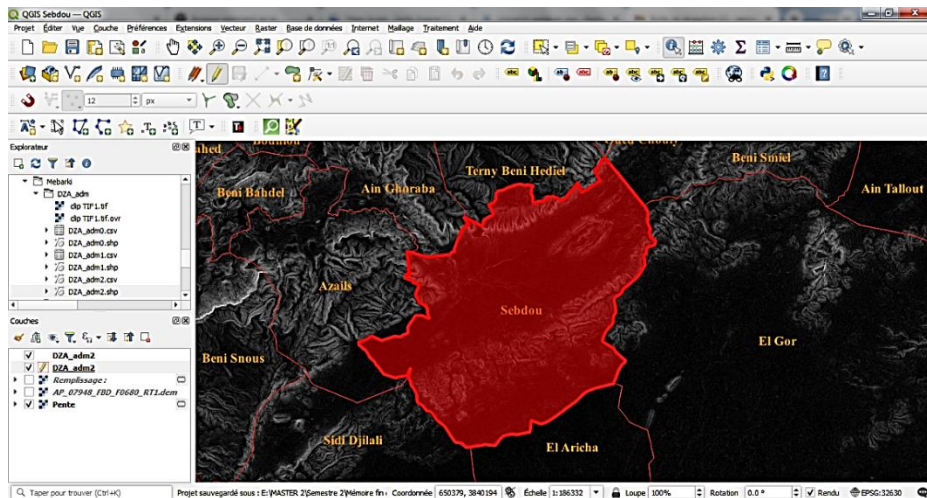 QGIS Sebdou — QGIS
Projet Éditer Vue Couche Préférences Extensions Vecteur Raster Base de données Internet Maillage Traitement Aide
12 px
Explorateur
Mebarki
DZA_adm
clip TIF1.tif
clip TIF1.tif.ovr
DZA_adm0.csv
DZA_adm0.shp
DZA_adm1.csv
DZA_adm1.shp
DZA_adm2.csv
DZA_adm2.shp
Couches
DZA_adm2
DZA_adm2
Remplissage :
AP_07948_FBD_F0680_RT1.dem
Pente
Beni Bahdel
Ain Ghoraba
Terny Beni Hediel
Beni Smiel
Ain Tallout
Azails
Sebdou
Beni Snous
El Gor
Sidi Djilali
El Aricha
Taper pour trouver (Ctrl+K) Projet sauvegardé sous : E:\MASTER 2\Semestre 2\Mémoire fin Coordonnée 650379, 3840194 Échelle 1:186332 Loupe 100% Rotation 0.0 ° Rendu EPSG:32630